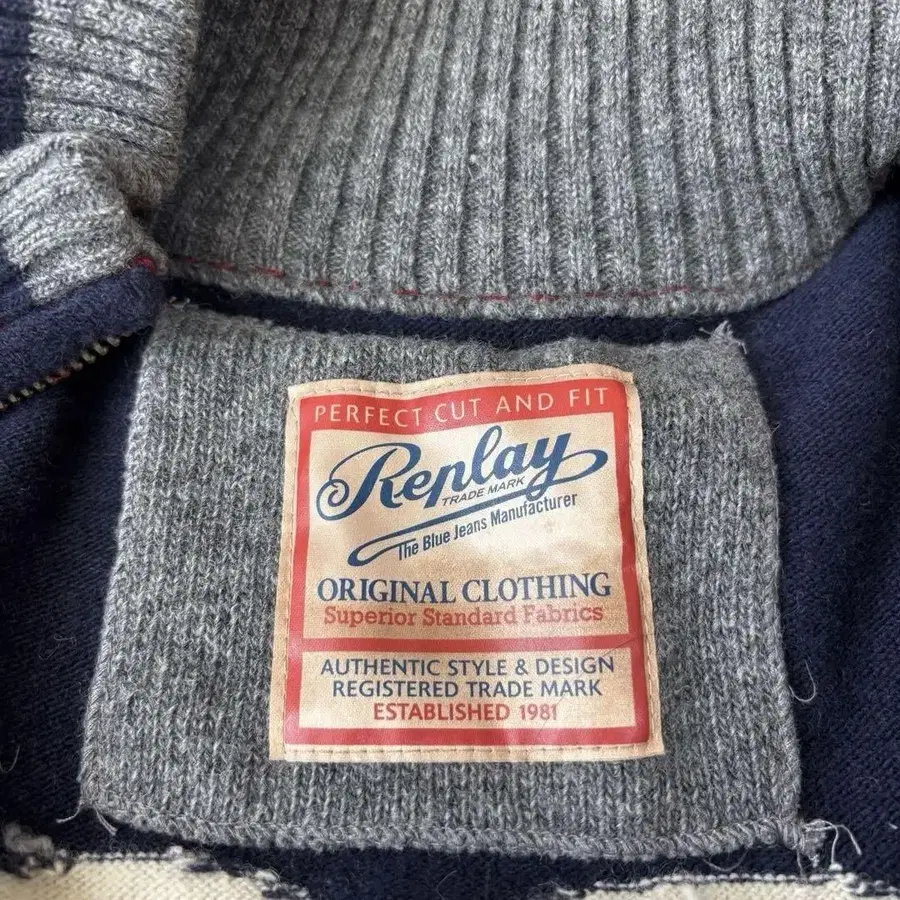 PERFECT CUT AND FIT
Replay
TRADE MARK
The Blue Jeans Manufacturer
ORIGINAL CLOTHING
Superior Standard Fabrics
AUTHENTIC STYLE & DESIGN
REGISTERED TRADE MARK
ESTABLISHED 1981